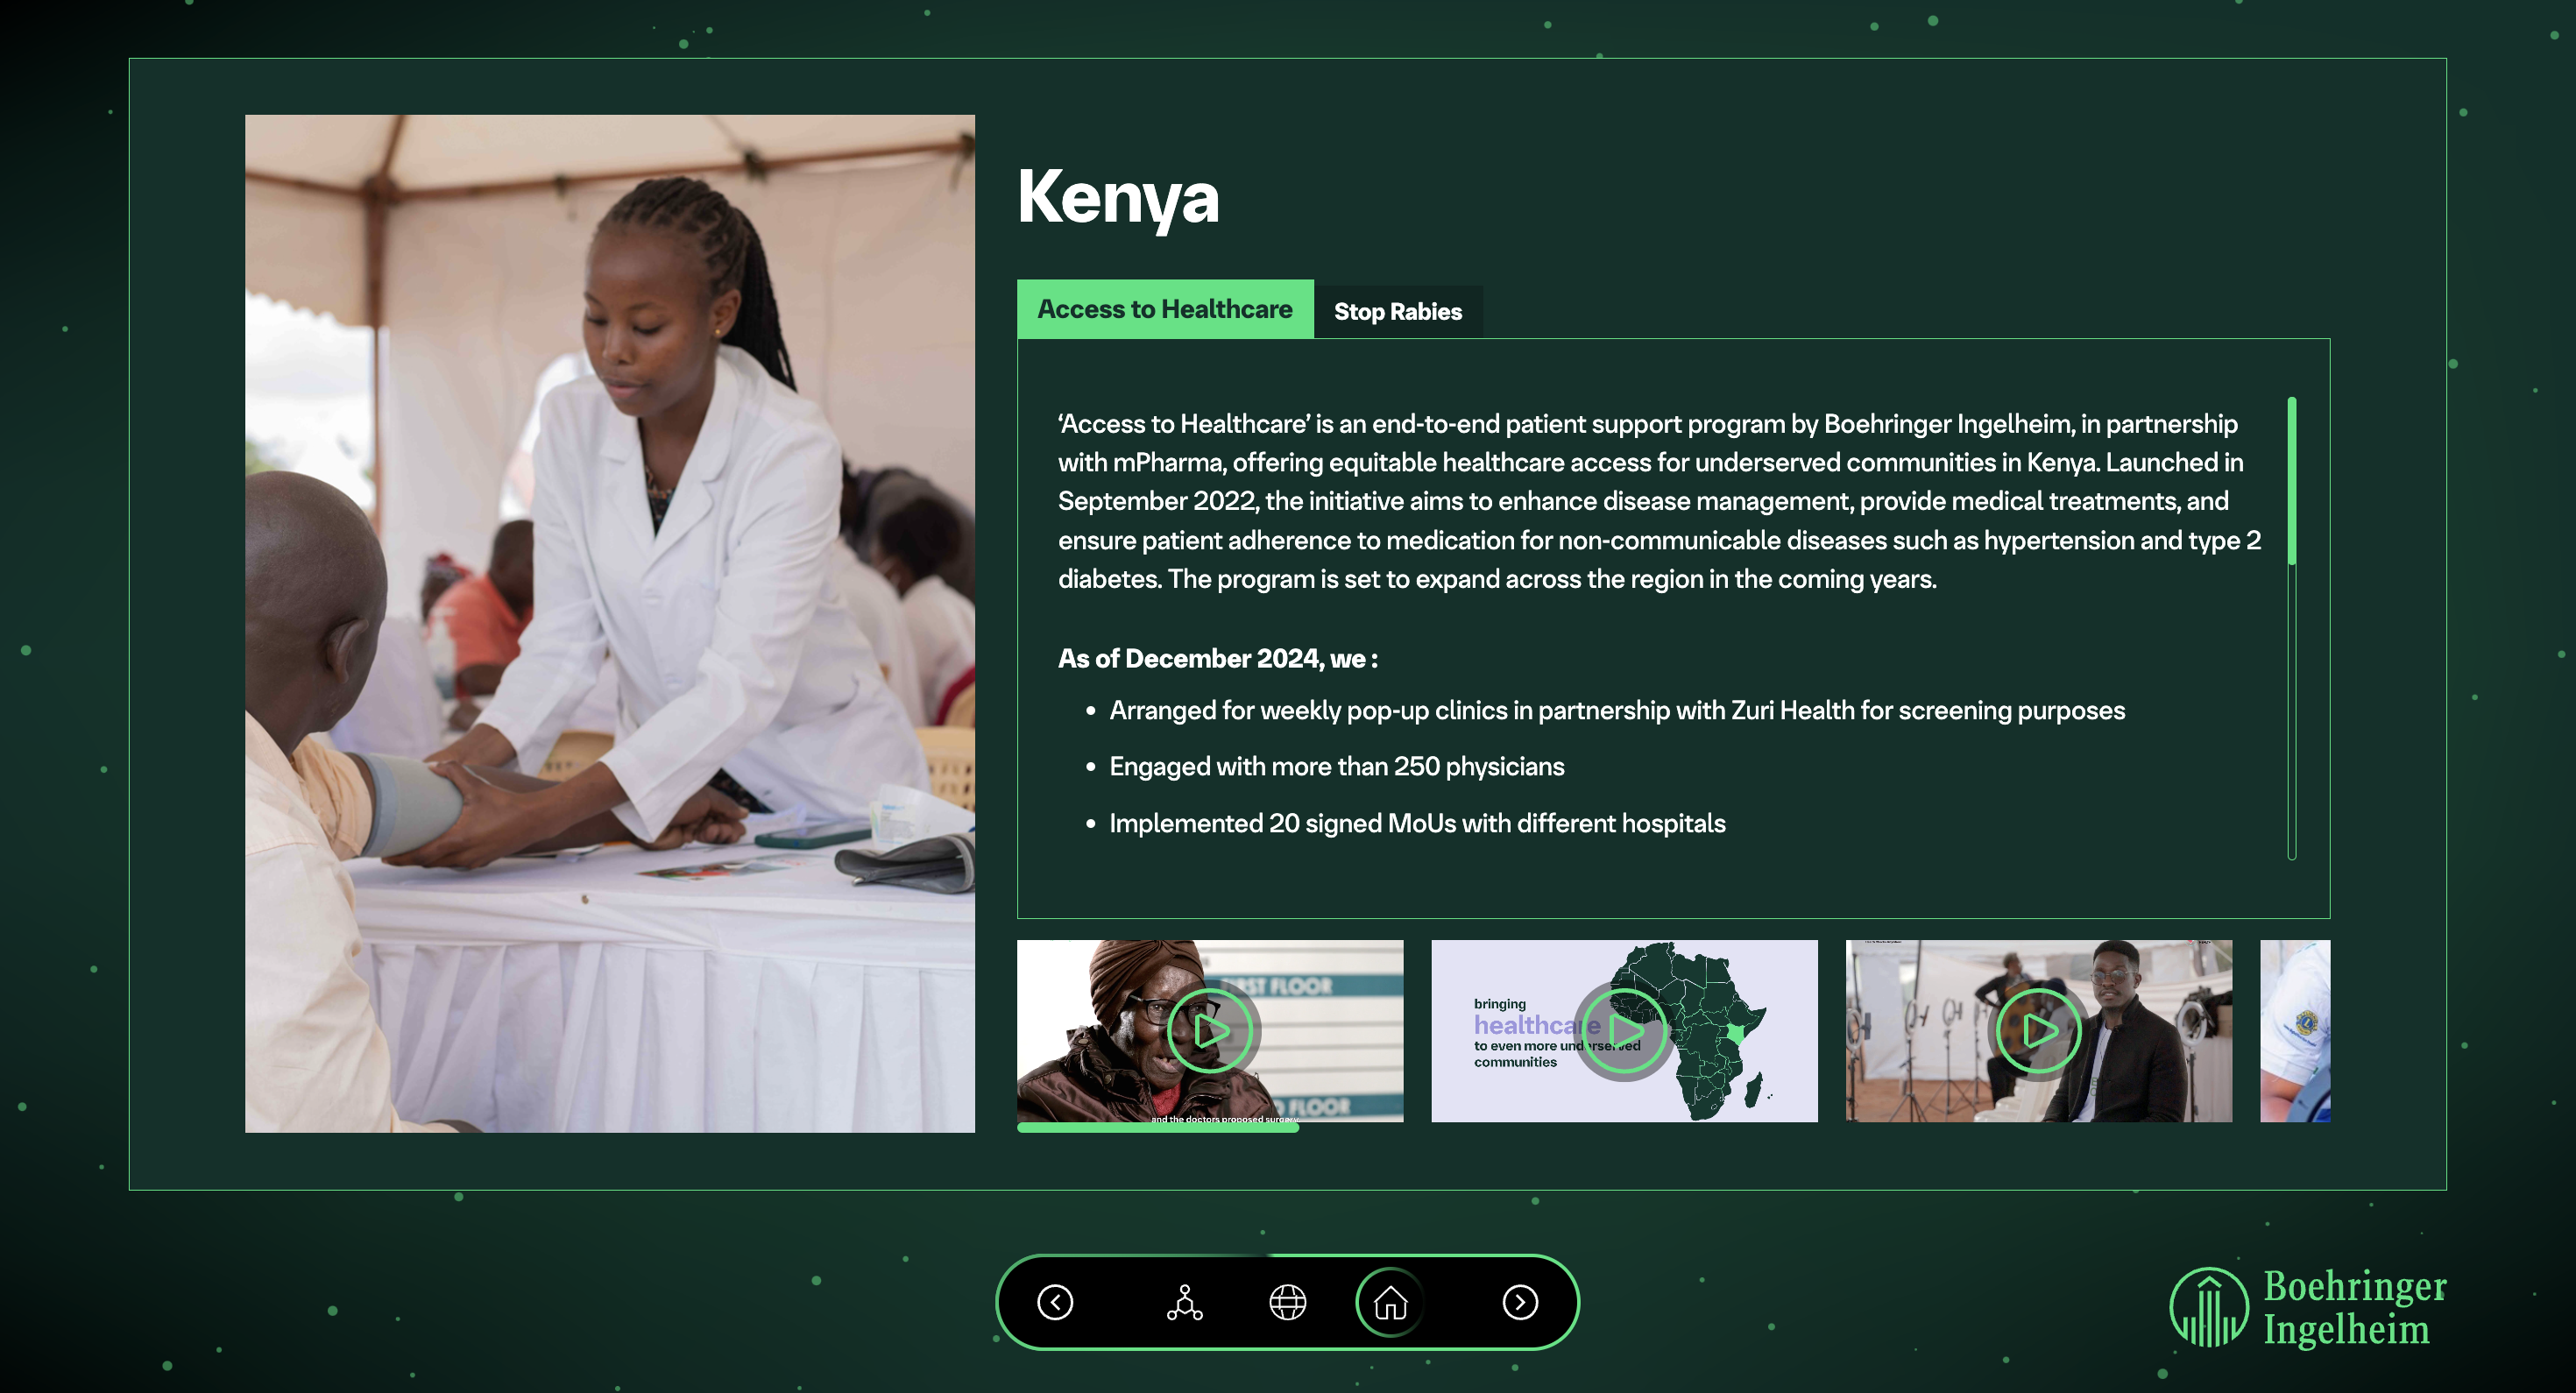 Kenya
Access to Healthcare
Stop Rabies
‘Access to Healthcare’ is an end-to-end patient support program by Boehringer Ingelheim, in partnership
with mPharma, offering equitable healthcare access for underserved communities in Kenya. Launched in
September 2022, the initiative aims to enhance disease management, provide medical treatments, and
ensure patient adherence to medication for non-communicable diseases such as hypertension and type 2
diabetes. The program is set to expand across the region in the coming years.
As of December 2024, we :
• Arranged for weekly pop-up clinics in partnership with Zuri Health for screening purposes
• Engaged with more than 250 physicians
• Implemented 20 signed MoUs with different hospitals
FIRST FLOOR
FLOOR
and the doctors proposed surgery
bringing
healthcare
to even more underserved
communities
Boehringer
Ingelheim